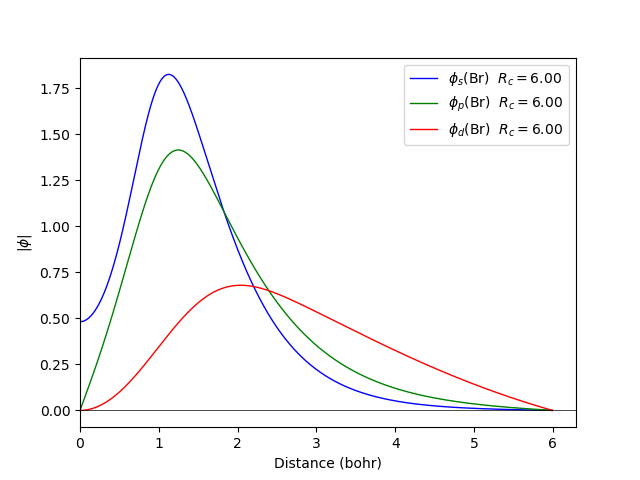 ϕs(Br) Rc = 6.00
ϕp(Br) Rc = 6.00
ϕd(Br) Rc = 6.00
|ϕ|
1.75
1.50
1.25
1.00
0.75
0.50
0.25
0.00
0 1 2 3 4 5 6
Distance (bohr)